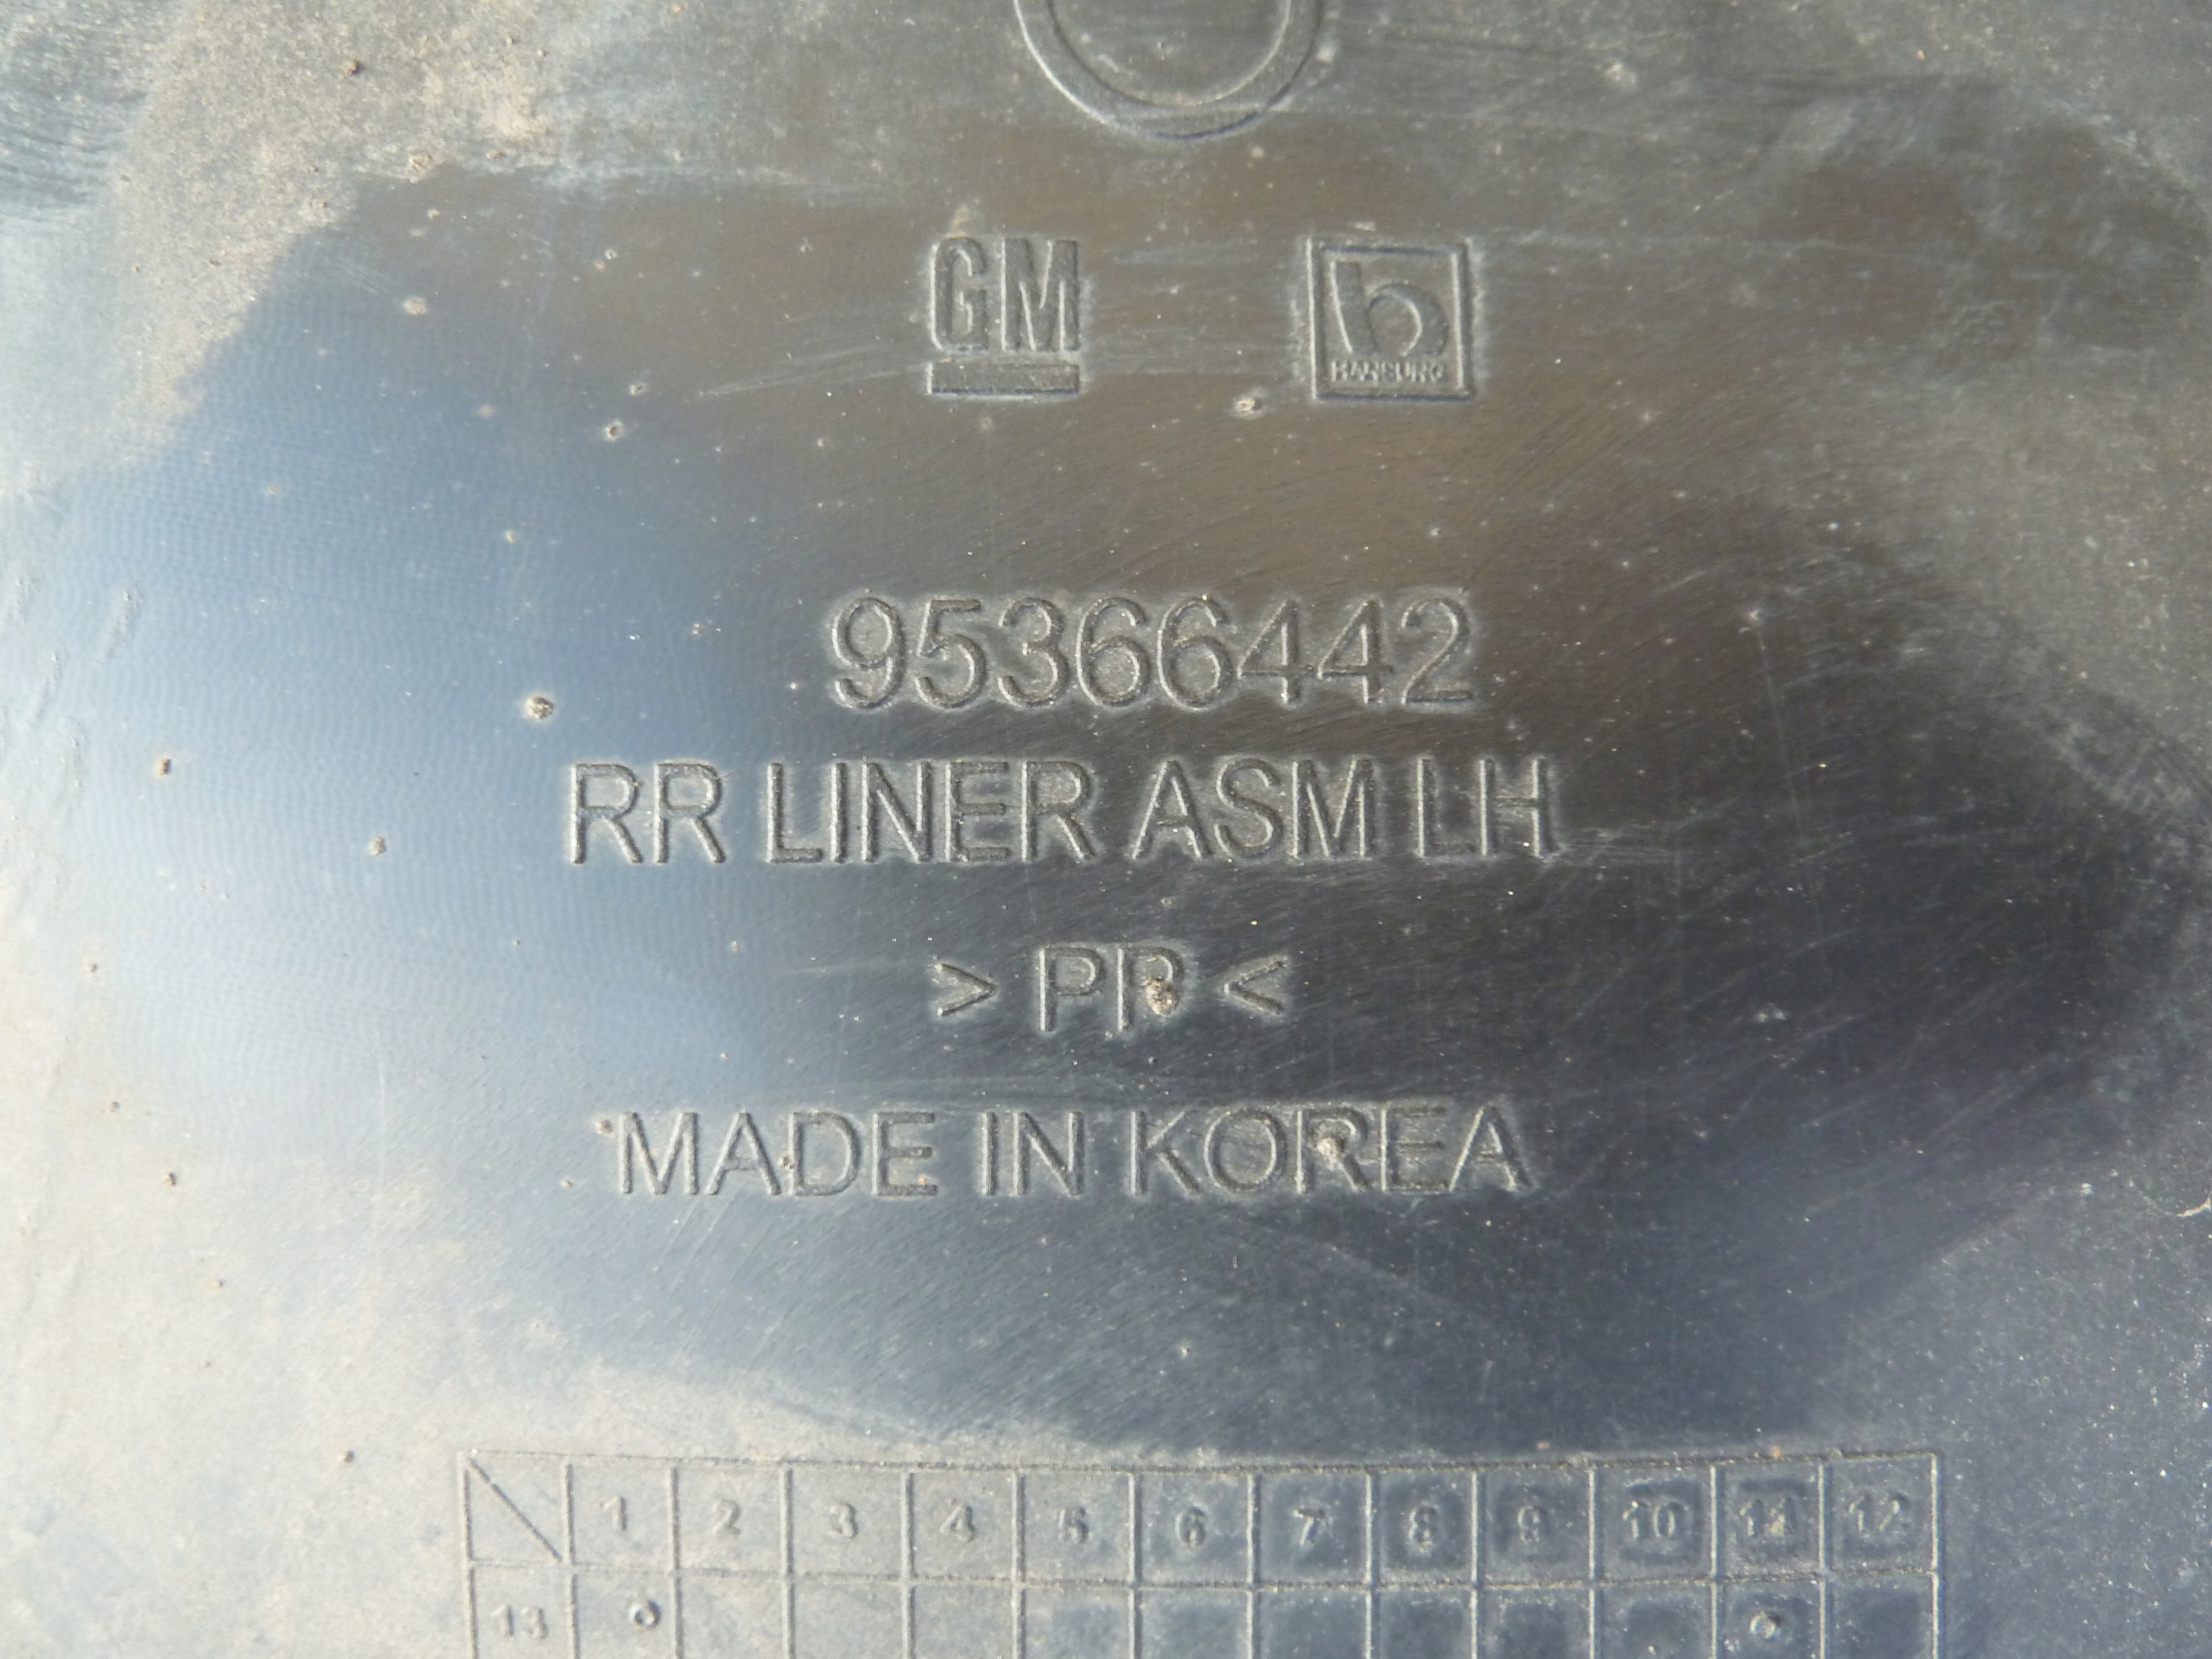 GM
HANSUNG
95366442
RR LINER ASM LH
> PP <
MADE IN KOREA
1 2 3 4 5 6 7 8 9 10 11 12
13